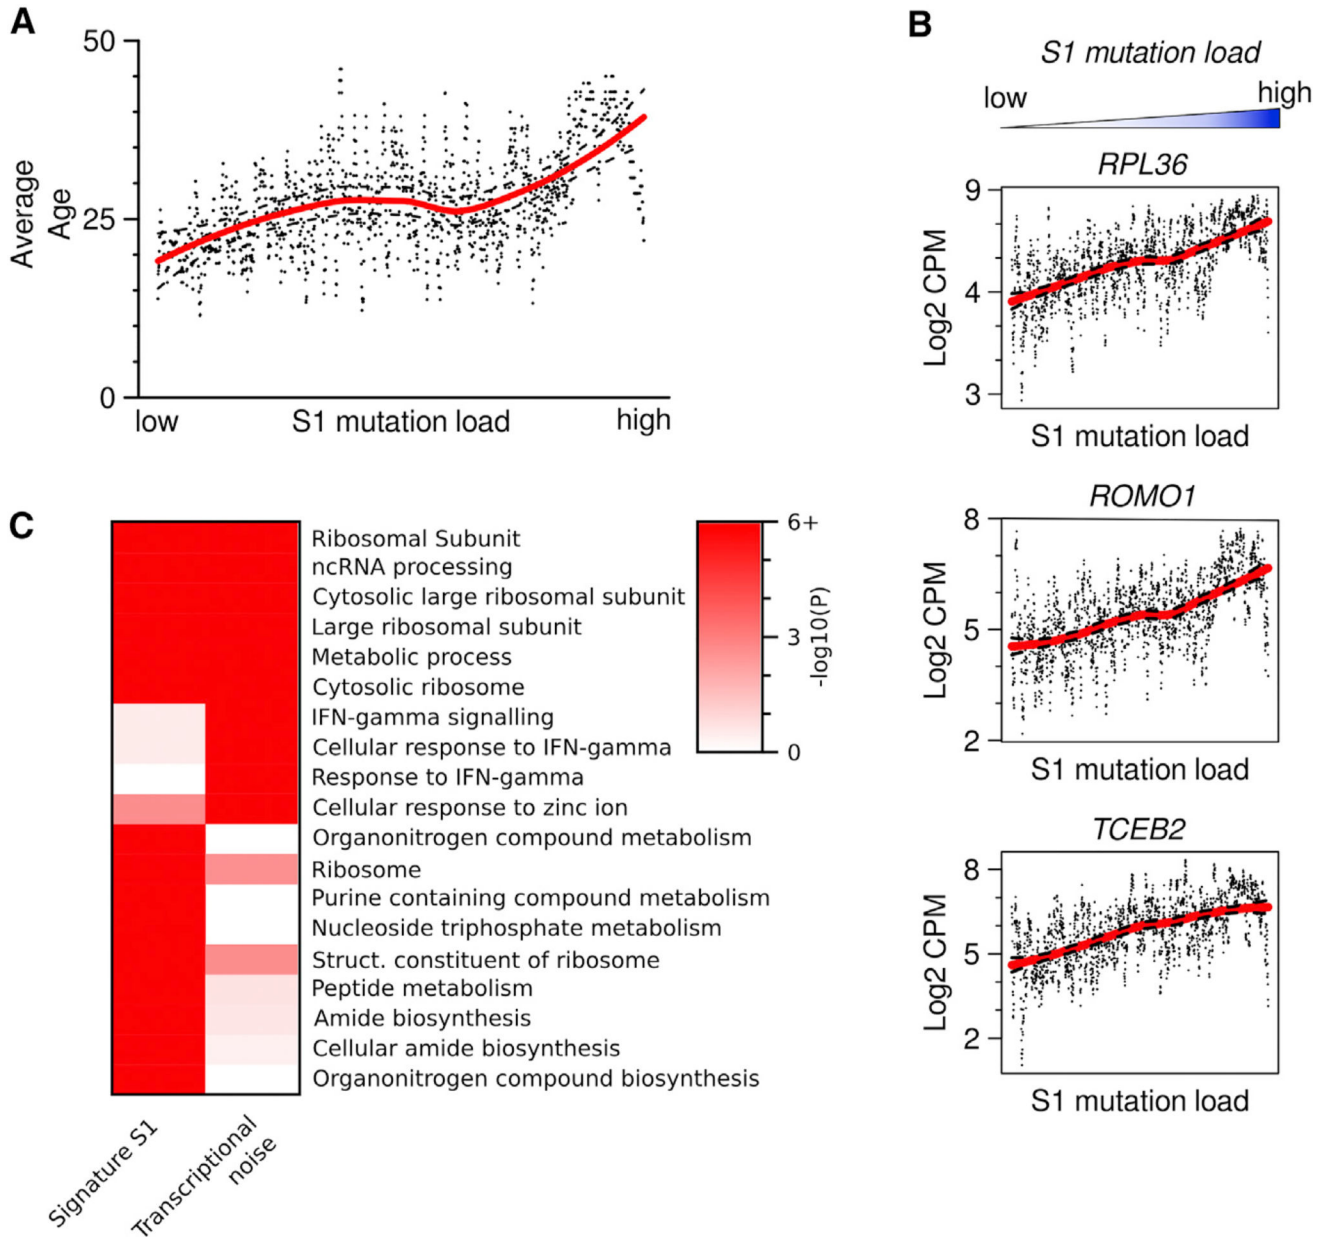 A
50
25
0
Average
Age
low
S1 mutation load
high
B
S1 mutation load
low
high
RPL36
9
4
3
Log2 CPM
S1 mutation load
ROMO1
8
5
2
Log2 CPM
S1 mutation load
TCEB2
8
5
2
Log2 CPM
S1 mutation load
C
Ribosomal Subunit
ncRNA processing
Cytosolic large ribosomal subunit
Large ribosomal subunit
Metabolic process
Cytosolic ribosome
IFN-gamma signalling
Cellular response to IFN-gamma
Response to IFN-gamma
Cellular response to zinc ion
Organonitrogen compound metabolism
Ribosome
Purine containing compound metabolism
Nucleoside triphosphate metabolism
Struct. constituent of ribosome
Peptide metabolism
Amide biosynthesis
Cellular amide biosynthesis
Organonitrogen compound biosynthesis
Signature S1
Transcriptional
noise
6+
3
0
-log10(P)